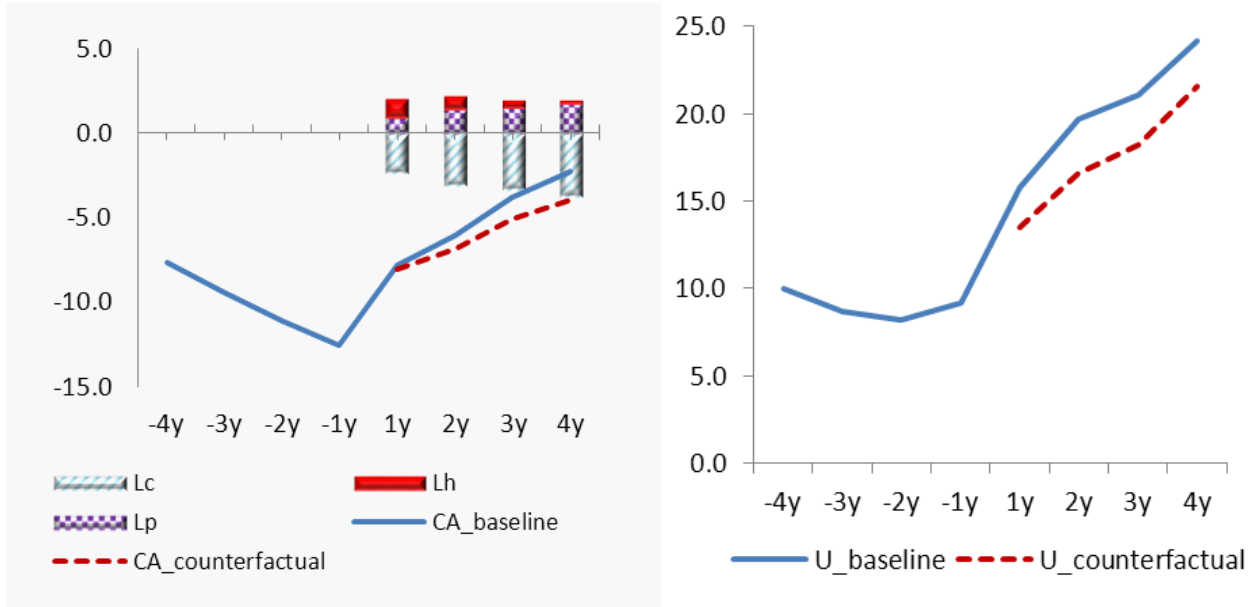 5.0
0.0
-5.0
-10.0
-15.0
-4y -3y -2y -1y 1y 2y 3y 4y
Lc Lh
Lp CA_baseline
CA_counterfactual
25.0
20.0
15.0
10.0
5.0
0.0
-4y -3y -2y -1y 1y 2y 3y 4y
U_baseline U_counterfactual